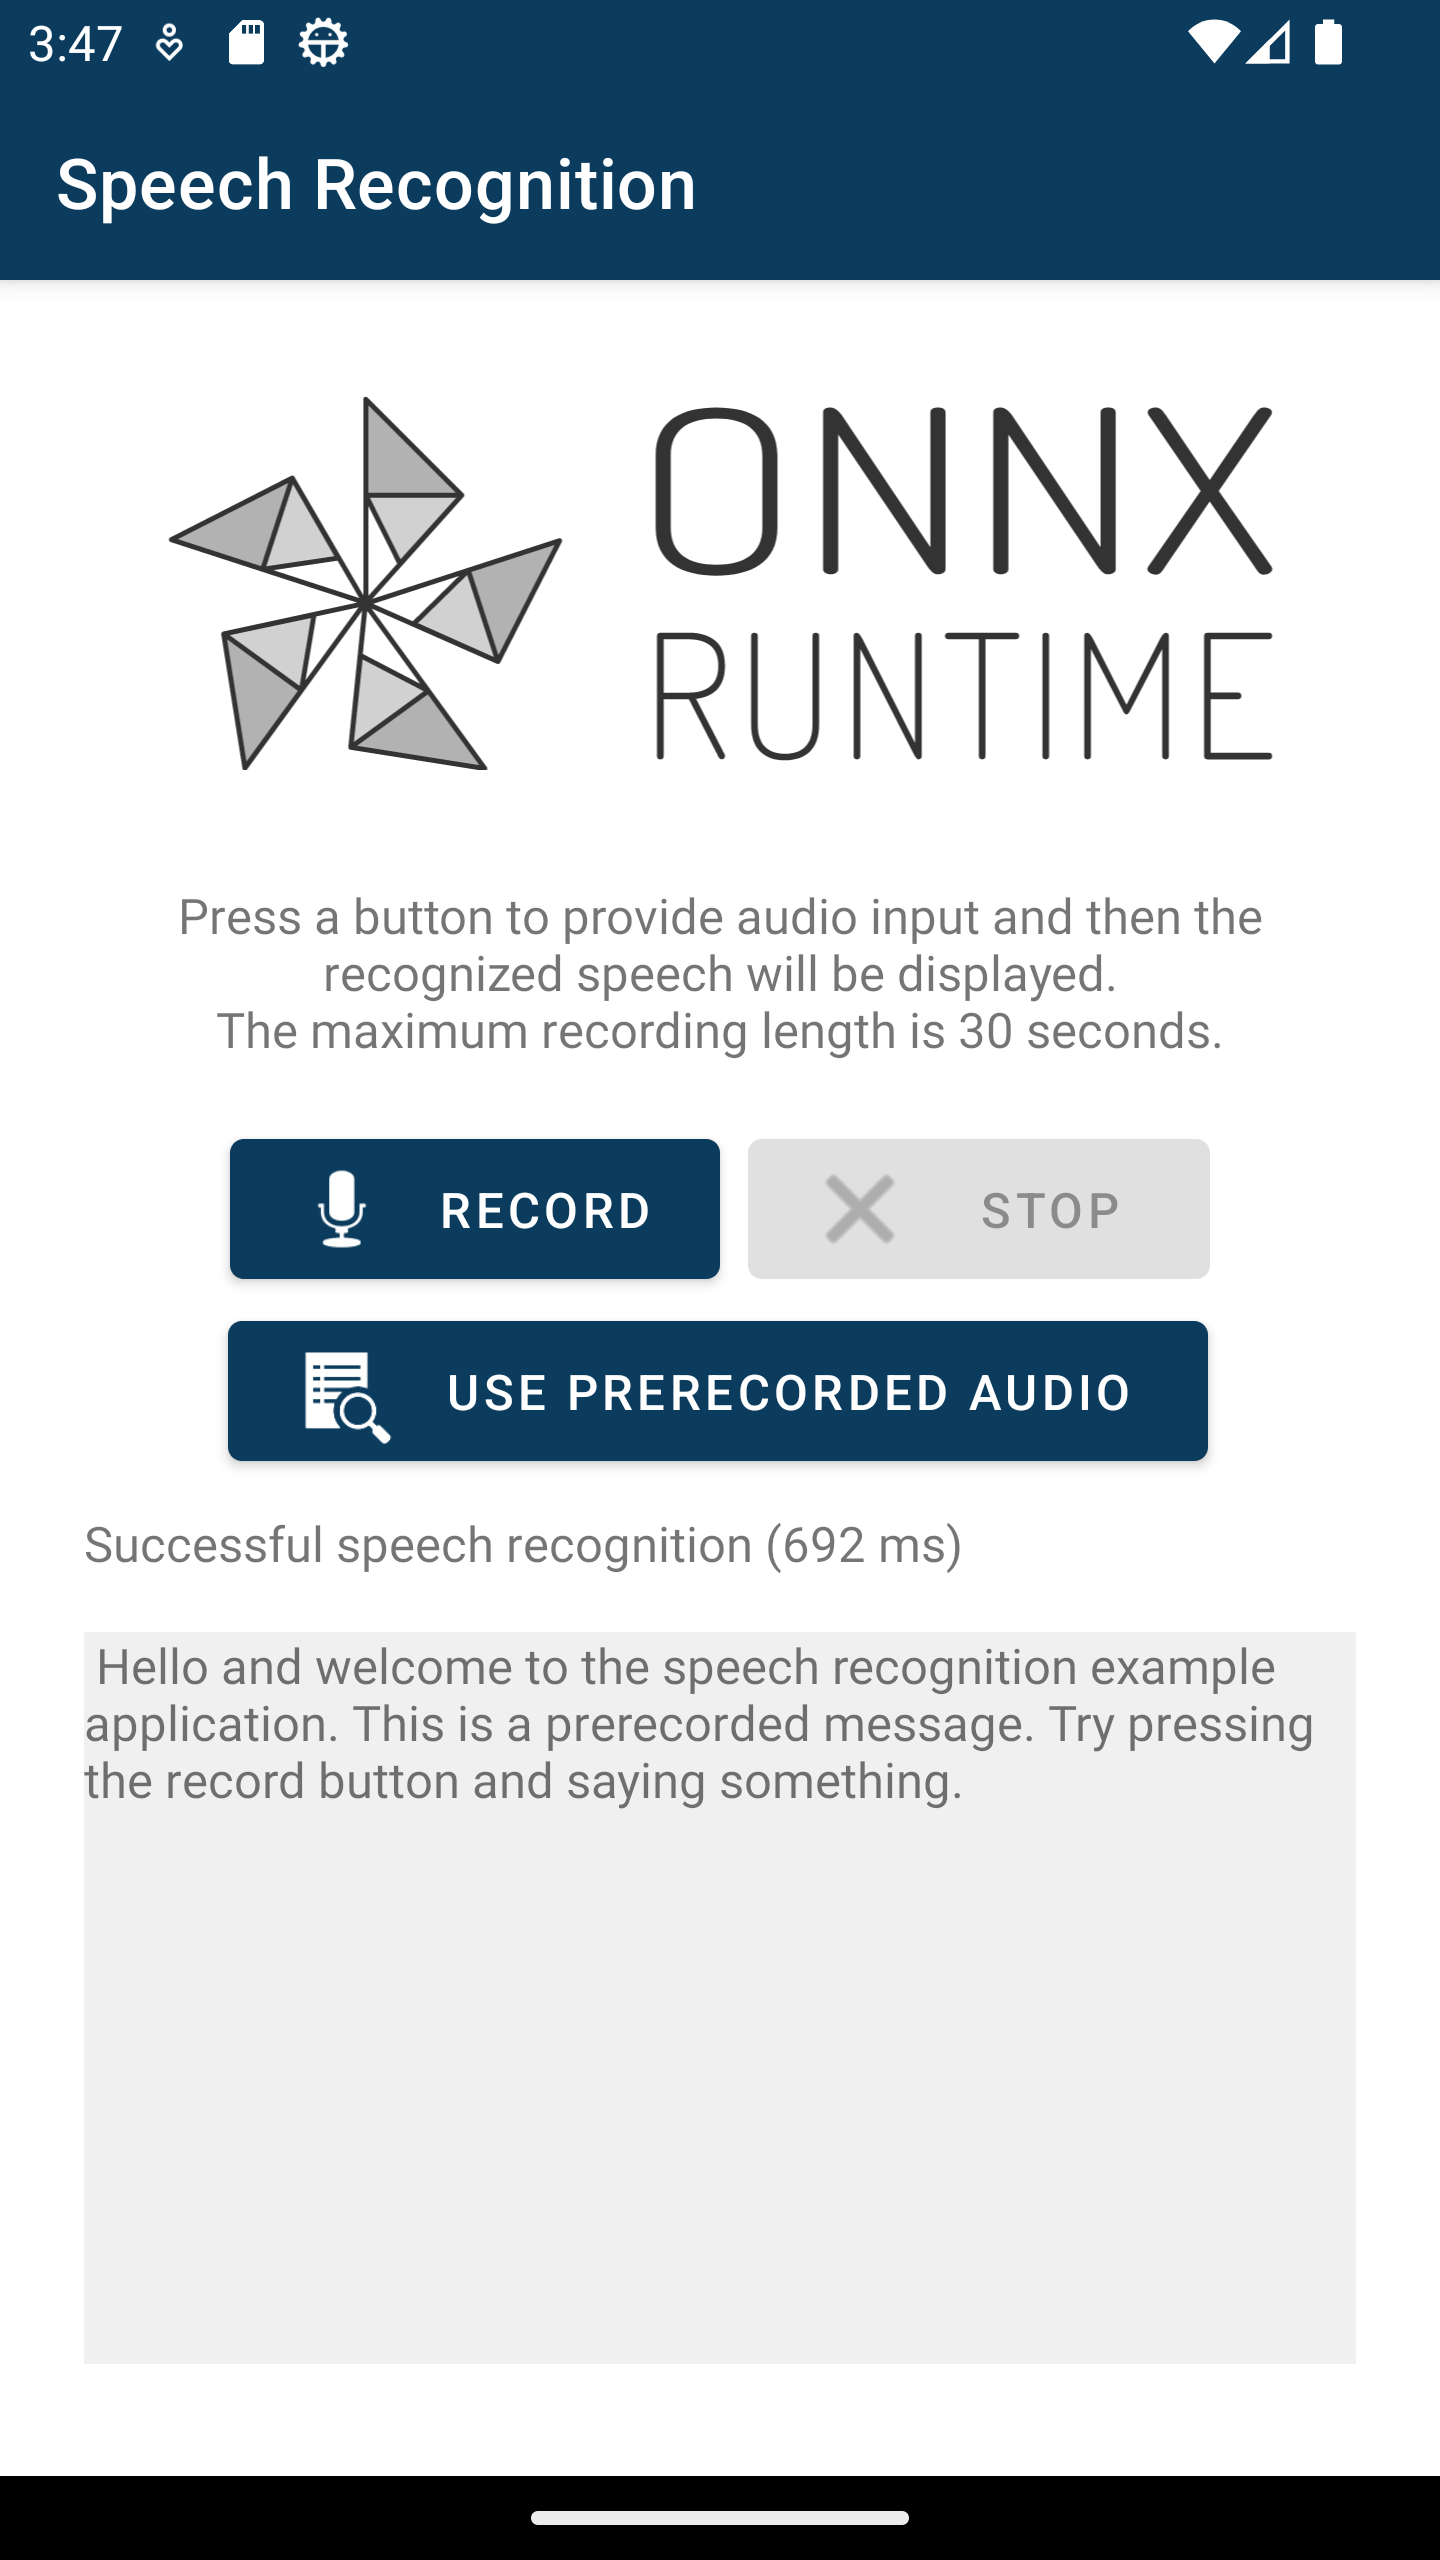 3:47
Speech Recognition
ONNX
RUNTIME
Press a button to provide audio input and then the
recognized speech will be displayed.
The maximum recording length is 30 seconds.
RECORD
STOP
USE PRERECORDED AUDIO
Successful speech recognition (692 ms)
Hello and welcome to the speech recognition example
application. This is a prerecorded message. Try pressing
the record button and saying something.